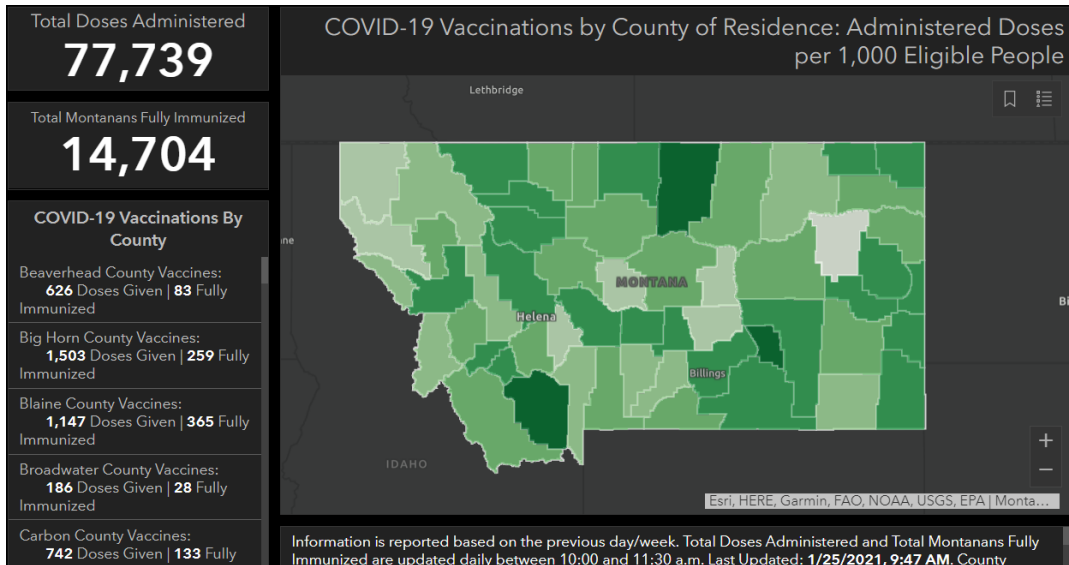 Total Doses Administered
77,739
Total Montanans Fully Immunized
14,704
COVID-19 Vaccinations By
County
Beaverhead County Vaccines:
626 Doses Given | 83 Fully
Immunized
Big Horn County Vaccines:
1,503 Doses Given | 259 Fully
Immunized
Blaine County Vaccines:
1,147 Doses Given | 365 Fully
Immunized
Broadwater County Vaccines:
186 Doses Given | 28 Fully
Immunized
Carbon County Vaccines:
742 Doses Given | 133 Fully
COVID-19 Vaccinations by County of Residence: Administered Doses
per 1,000 Eligible People
Lethbridge
ne
MONTANA
Helena
Bi
Billings
IDAHO
+
−
Esri, HERE, Garmin, FAO, NOAA, USGS, EPA | Monta...
Information is reported based on the previous day/week. Total Doses Administered and Total Montanans Fully
Immunized are updated daily between 10:00 and 11:30 a.m. Last Updated: 1/25/2021, 9:47 AM. County